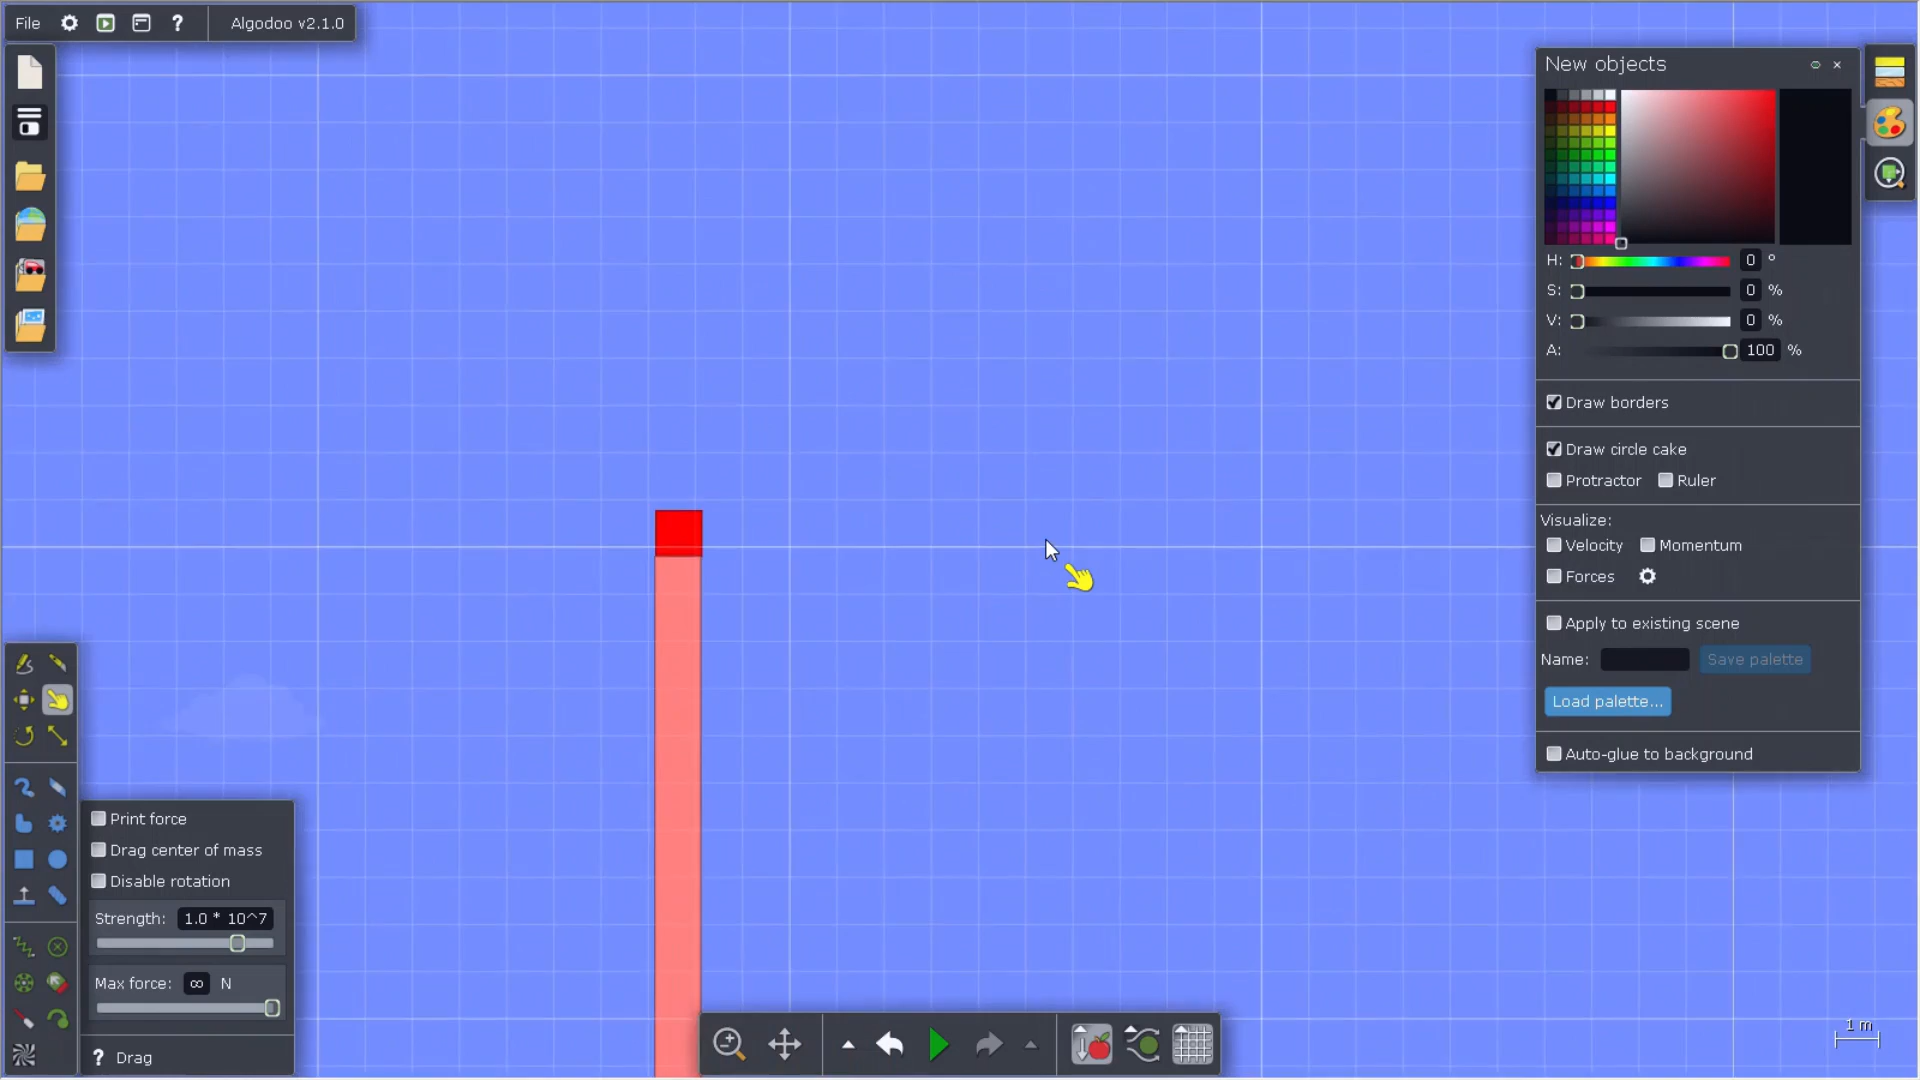 File ? Algodoo v2.1.0
New objects
H: 0 °
S: 0 %
V: 0 %
A: 100 %
Draw borders
Draw circle cake
Protractor Ruler
Visualize:
Velocity Momentum
Forces
Apply to existing scene
Name: Save palette
Load palette...
Auto-glue to background
Print force
Drag center of mass
Disable rotation
Strength: 1.0 * 10^7
Max force: ∞ N
? Drag
1 m